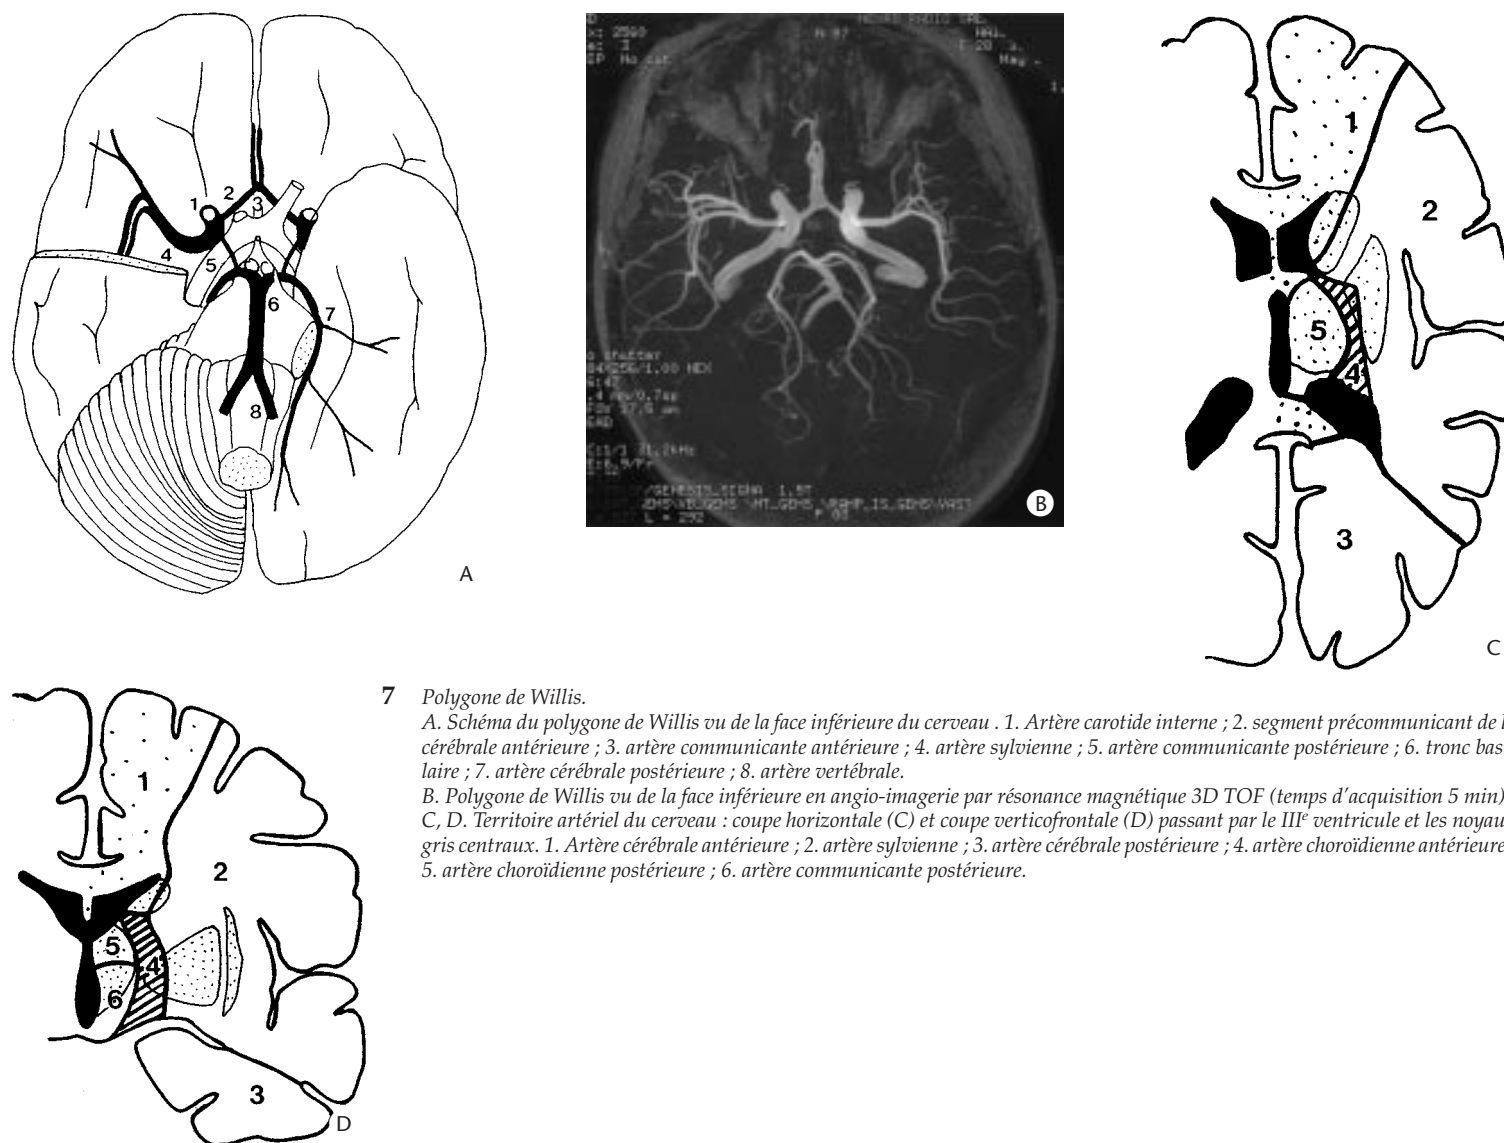 1
2
3
4
5
6
7
8
A
/GENESIS_SIGNA 1.5T
L = 292
B
1
2
5
4
3
C
1
2
5
4
6
3
D
7 Polygone de Willis.
A. Schéma du polygone de Willis vu de la face inférieure du cerveau . 1. Artère carotide interne ; 2. segment précommunicant de l
cérébrale antérieure ; 3. artère communicante antérieure ; 4. artère sylvienne ; 5. artère communicante postérieure ; 6. tronc bas
laire ; 7. artère cérébrale postérieure ; 8. artère vertébrale.
B. Polygone de Willis vu de la face inférieure en angio-imagerie par résonance magnétique 3D TOF (temps d'acquisition 5 min)
C, D. Territoire artériel du cerveau : coupe horizontale (C) et coupe verticofrontale (D) passant par le IIIe ventricule et les noyau
gris centraux. 1. Artère cérébrale antérieure ; 2. artère sylvienne ; 3. artère cérébrale postérieure ; 4. artère choroïdienne antérieure
5. artère choroïdienne postérieure ; 6. artère communicante postérieure.